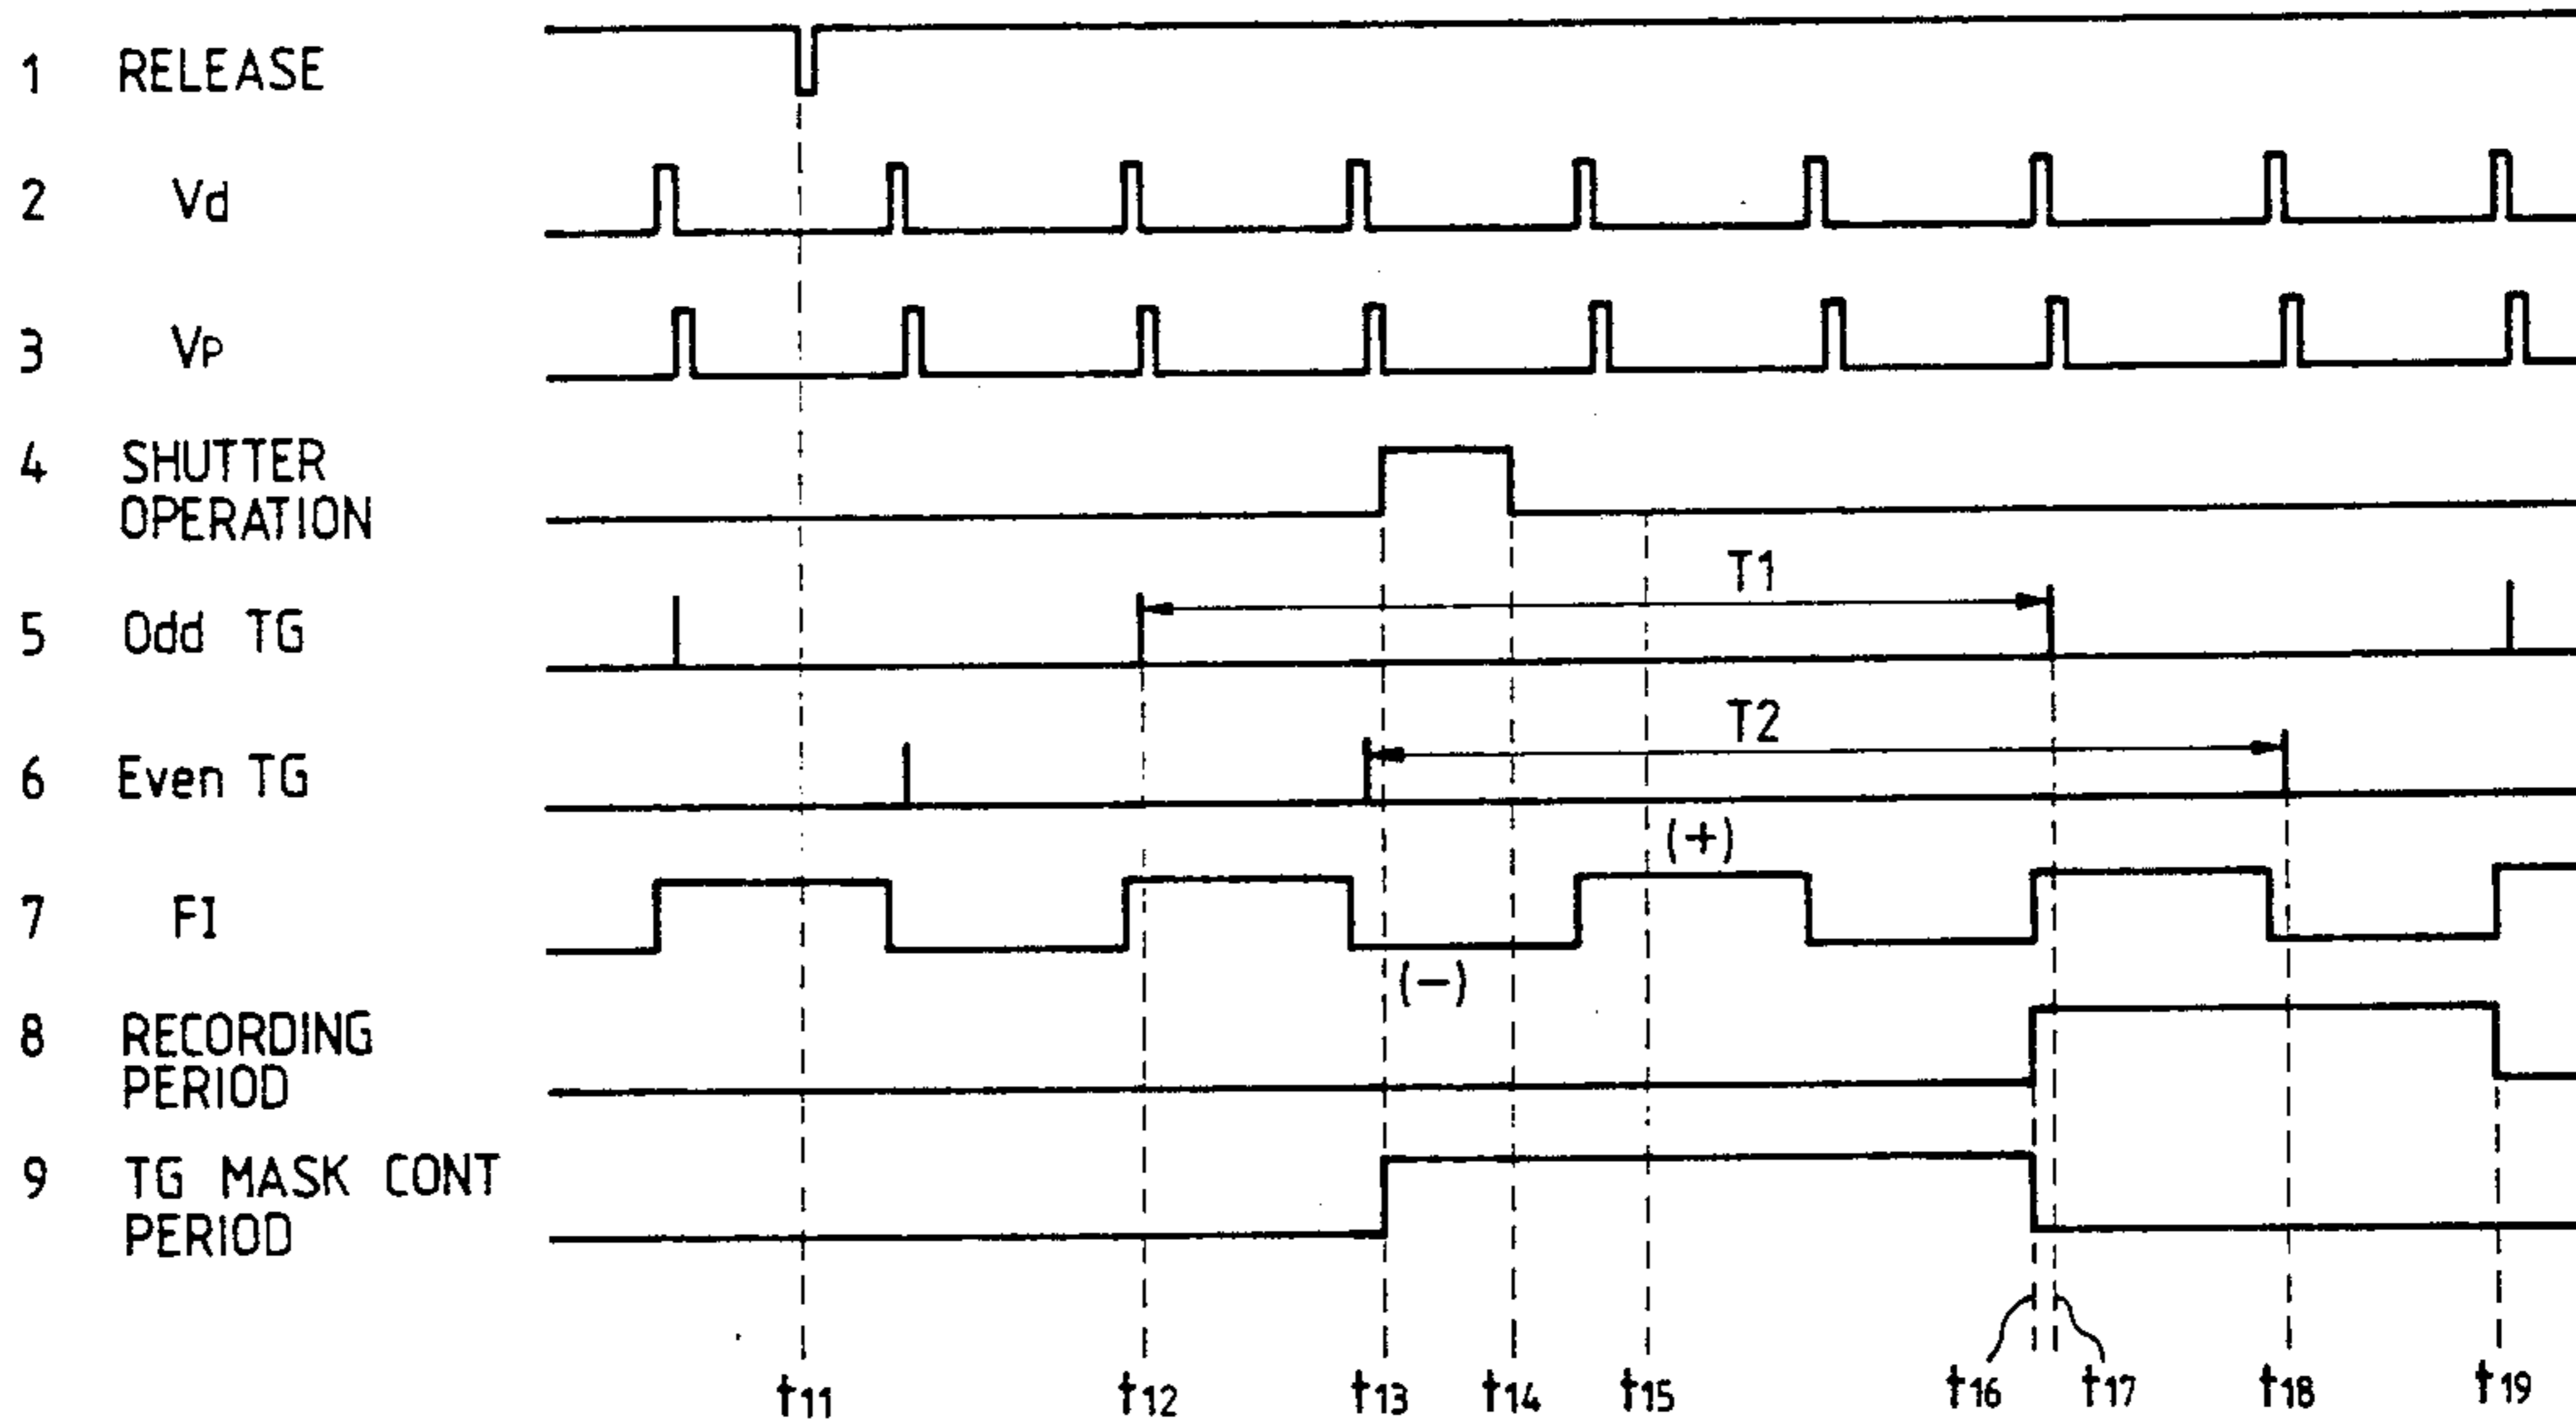 1 RELEASE
2 Vd
3 VP
4 SHUTTER
OPERATION
T1
5 Odd TG
T2
6 Even TG
(+)
7 FI
(−)
8 RECORDING
PERIOD
9 TG MASK CONT
PERIOD
t11 t12 t13 t14 t15 t16 t17 t18 t19